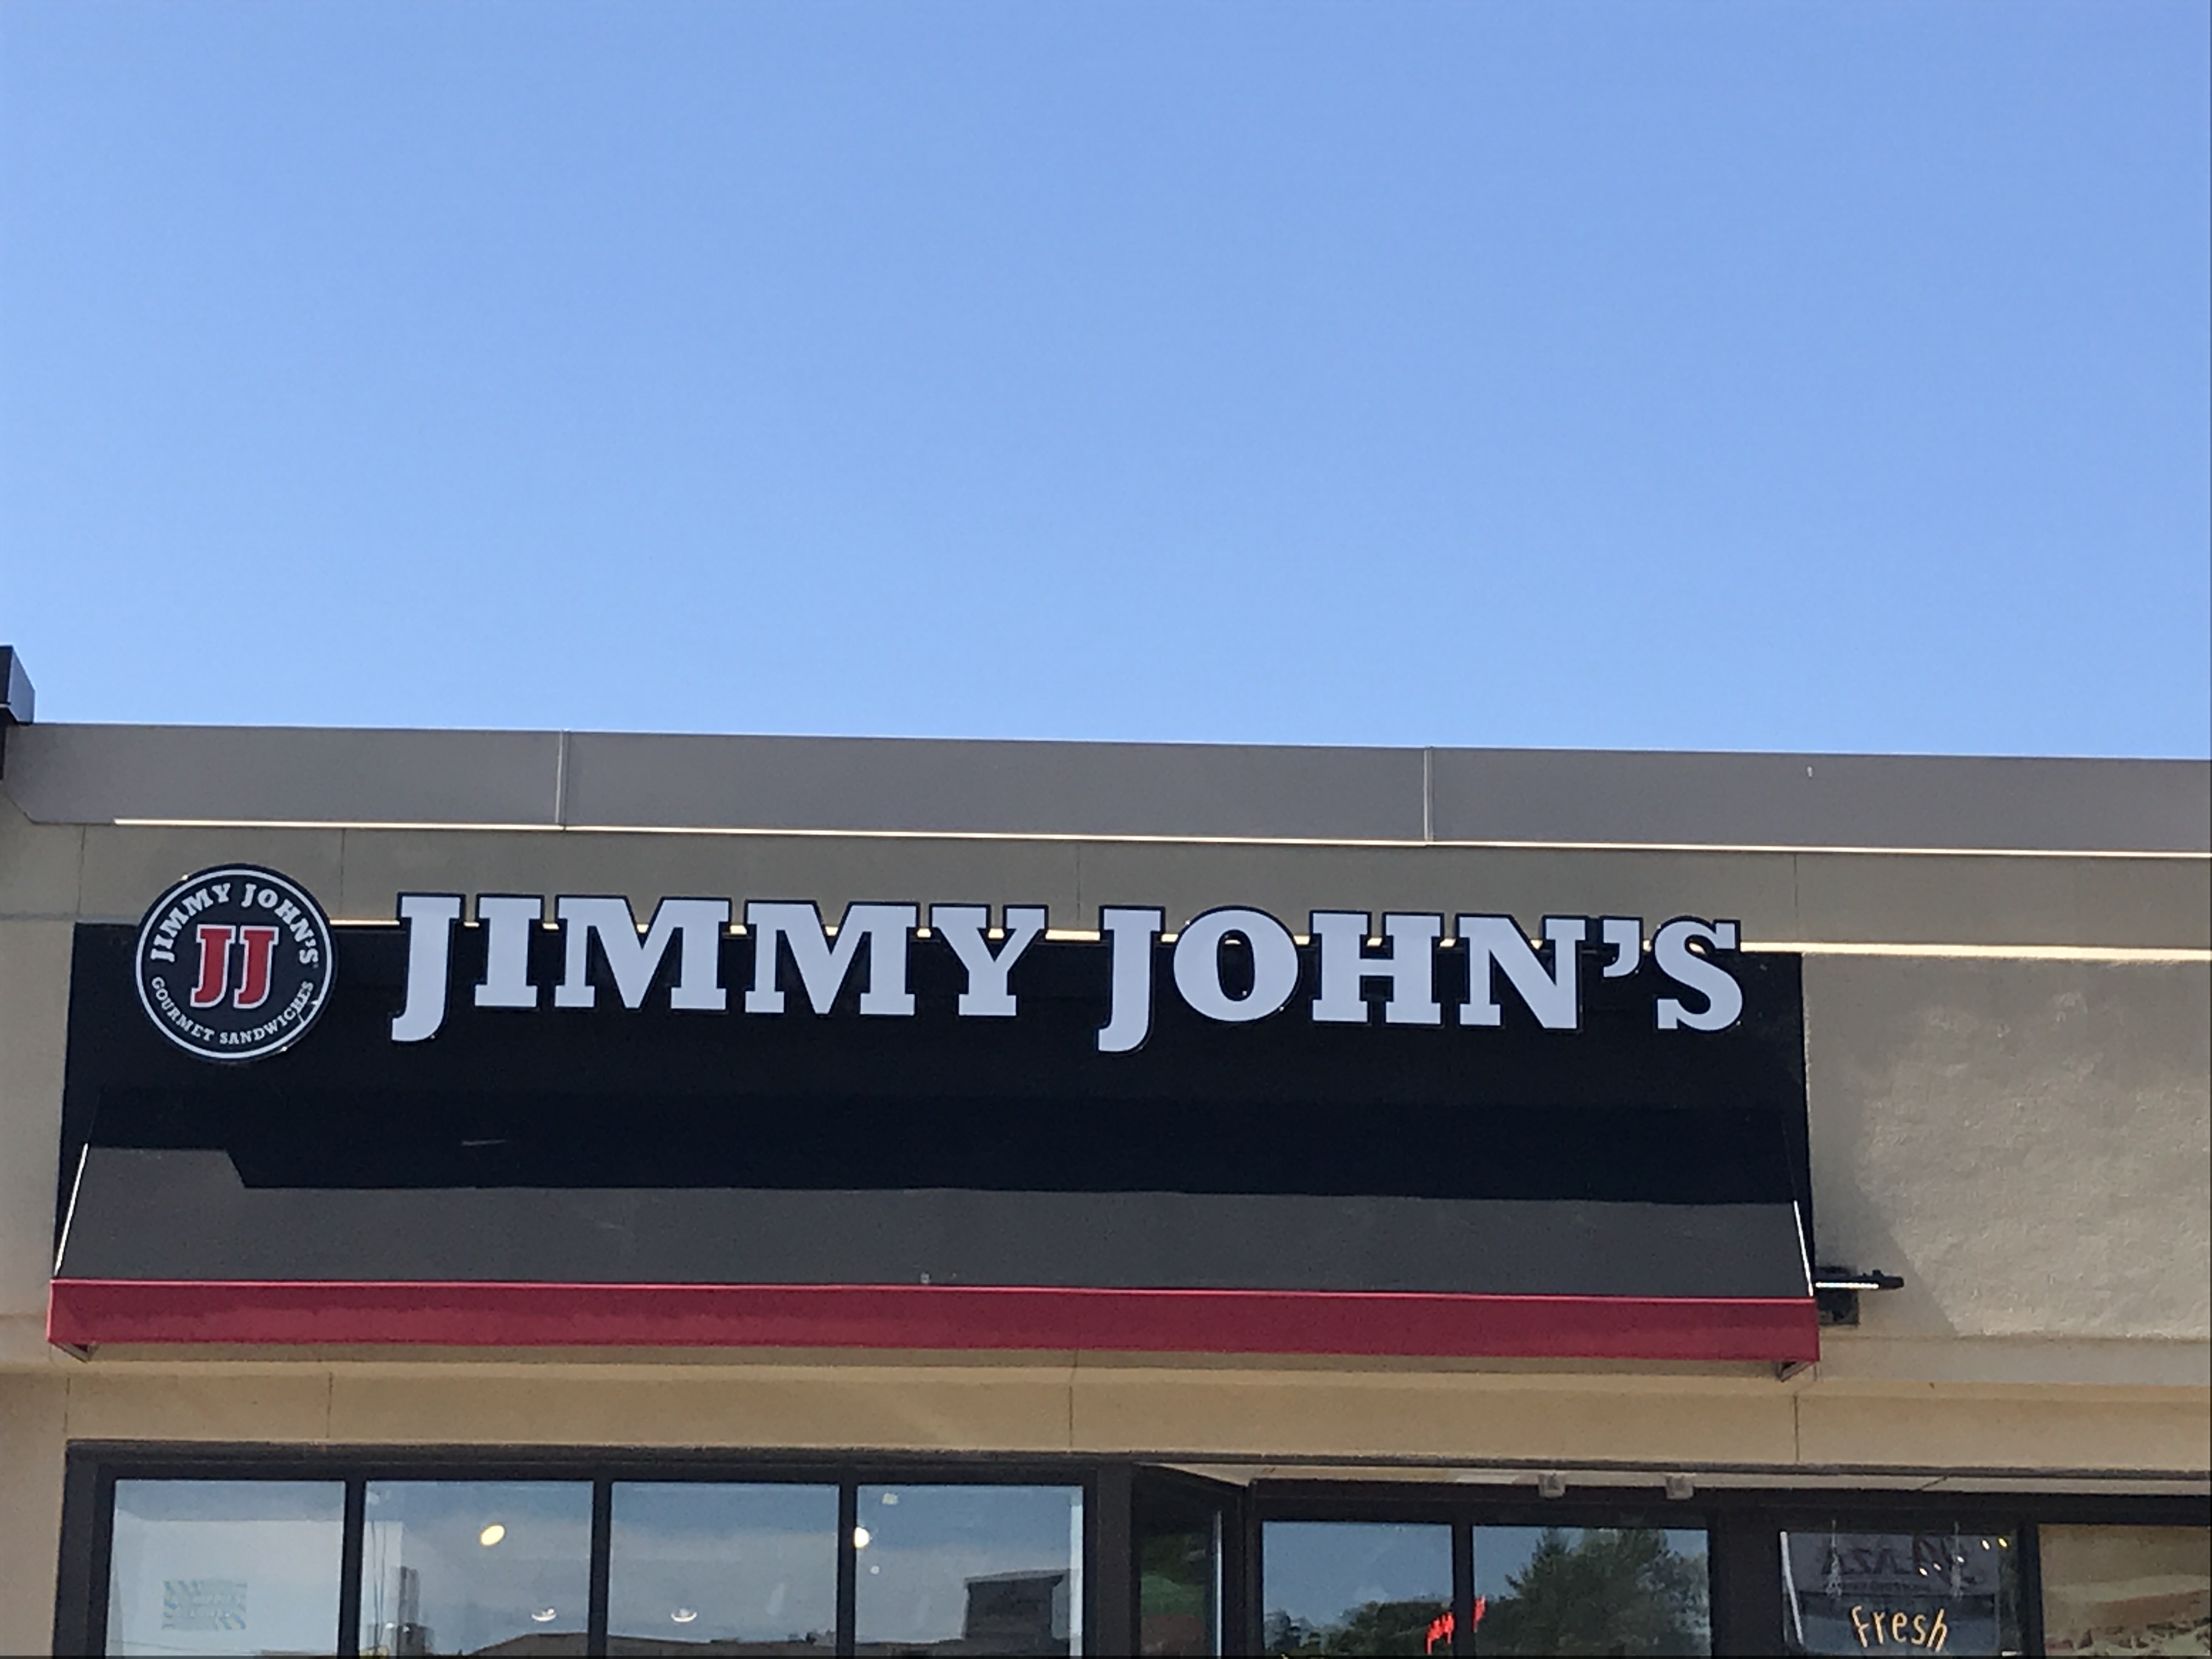 JIMMY JOHN'S
JJ
GOURMET SANDWICHES
JIMMY JOHN'S
Fresh